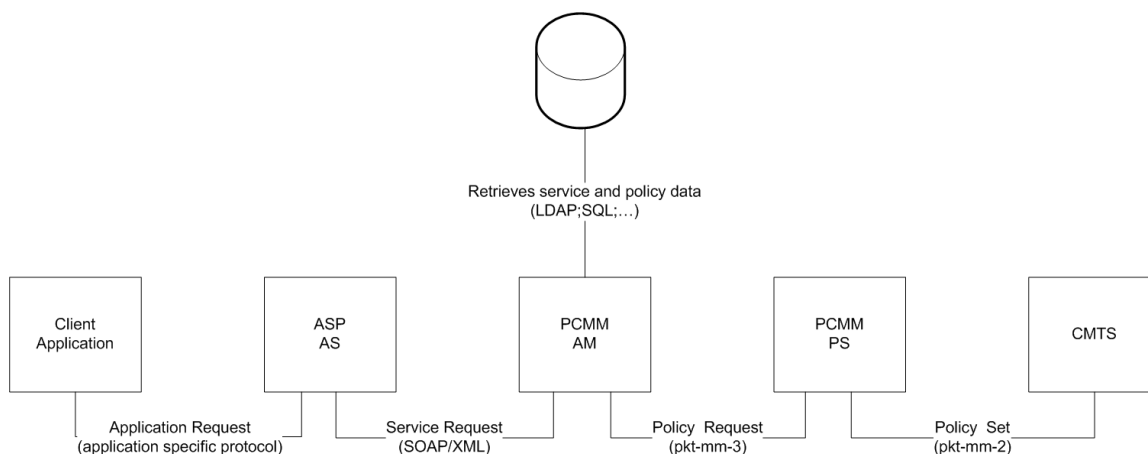 Retrieves service and policy data
(LDAP;SQL;…)
Client
Application
ASP
AS
PCMM
AM
PCMM
PS
CMTS
Application Request
(application specific protocol)
Service Request
(SOAP/XML)
Policy  Request
(pkt-mm-3)
Policy  Set
(pkt-mm-2)